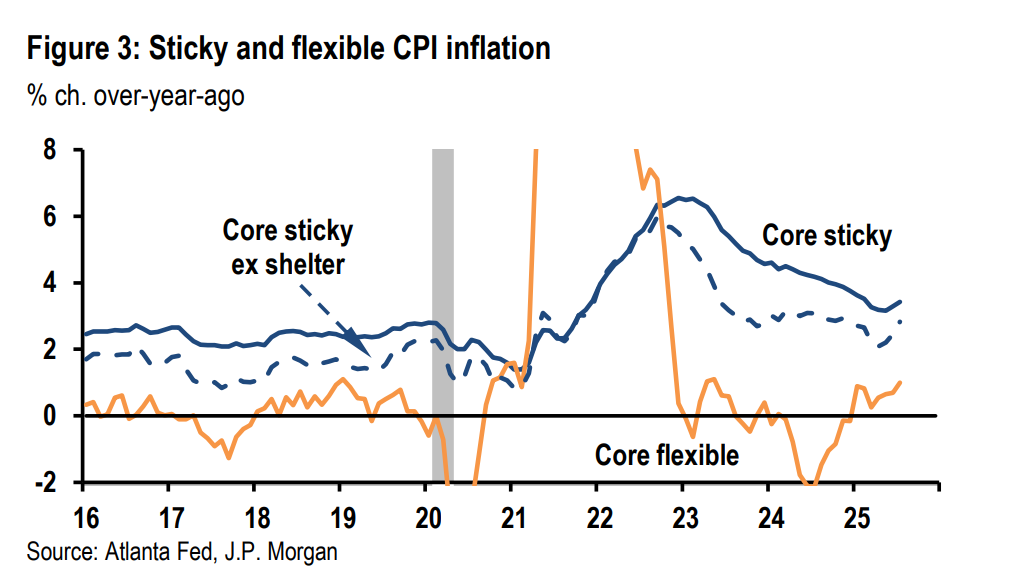 Figure 3: Sticky and flexible CPI inflation
% ch. over-year-ago
8
6
4
2
0
-2
Core sticky
ex shelter
Core sticky
Core flexible
16 17 18 19 20 21 22 23 24 25
Source: Atlanta Fed, J.P. Morgan